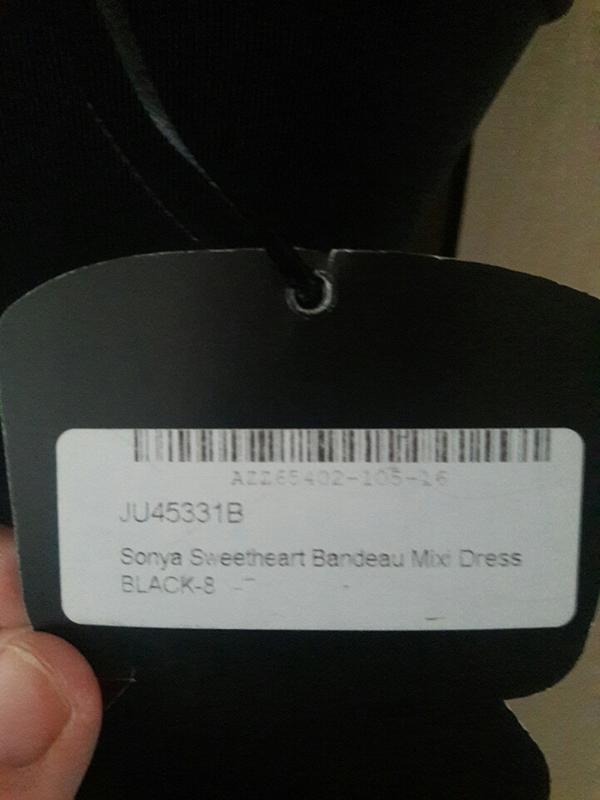 AZZ65402-105-16
JU45331B
Sonya Sweetheart Bandeau Mixi Dress
BLACK-8